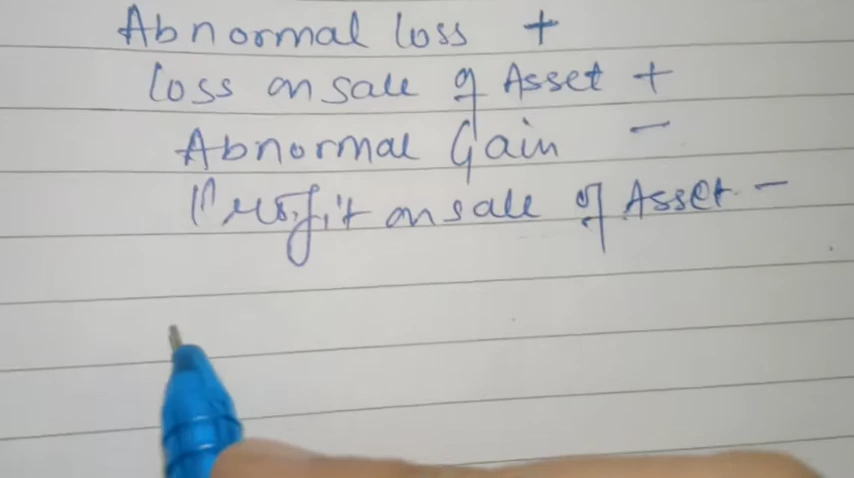 Abnormal loss +
loss on sale of Asset +
Abnormal Gain -
Profit on sale of Asset -